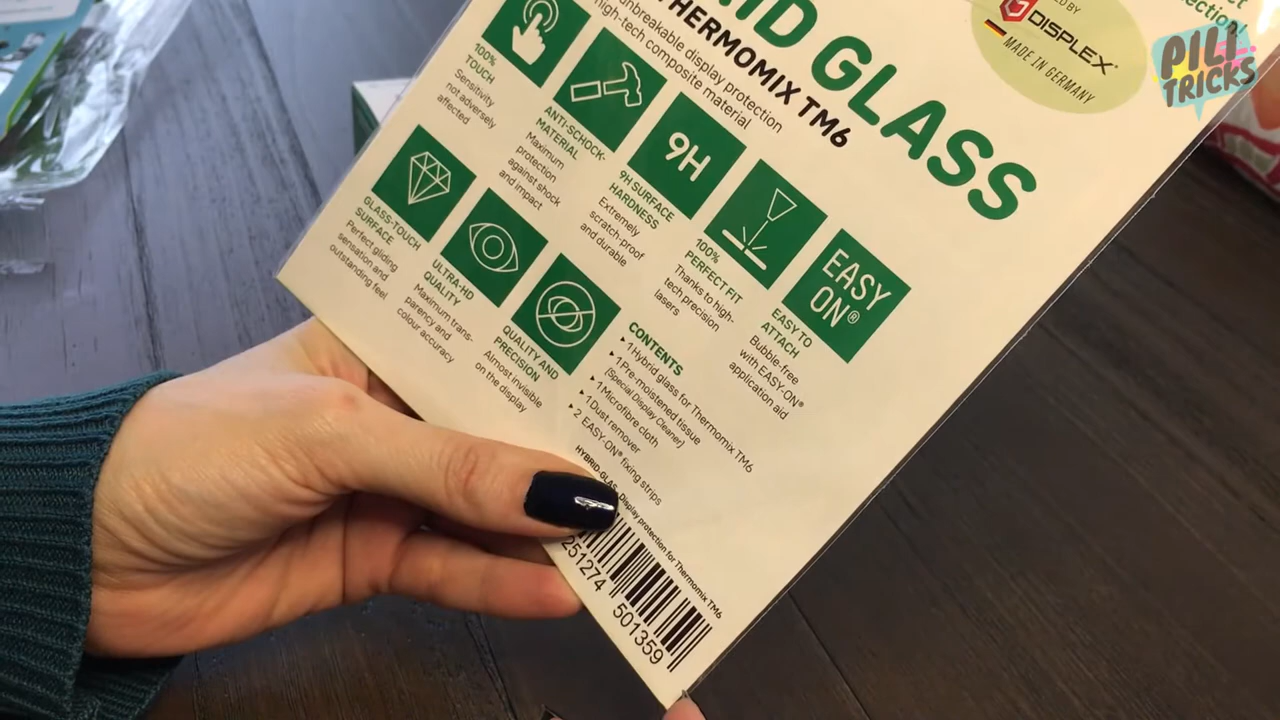 GLASS
THERMOMIX TM6
unbreakable display protection
high-tech composite material
DISPLEX
MADE IN GERMANY
PILI
TRICKS
100%
TOUCH
Sensitivity
not adversely
affected
ANTI-SCHOCK-
MATERIAL
Maximum
protection
against shock
and impact
9H
9H SURFACE
HARDNESS
Extremely
scratch-proof
and durable
100%
PERFECT FIT
Thanks to high-
tech precision
lasers
EASY
ON®
EASY TO
ATTACH
Bubble-free
with EASY-ON®
application aid
GLASS-TOUCH
SURFACE
Perfect gliding
sensation and
outstanding feel
ULTRA-HD
QUALITY
Maximum trans-
parency and
colour accuracy
QUALITY AND
PRECISION
Almost invisible
on the display
CONTENTS
▸ 1 Hybrid glass for Thermomix TM6
▸ 1 Pre-moistened tissue
(Special Display Cleaner)
▸ 1 Microfibre cloth
▸ 1 Dust remover
▸ 2 EASY-ON® fixing strips
Display protection for Thermomix TM6
251274 501359